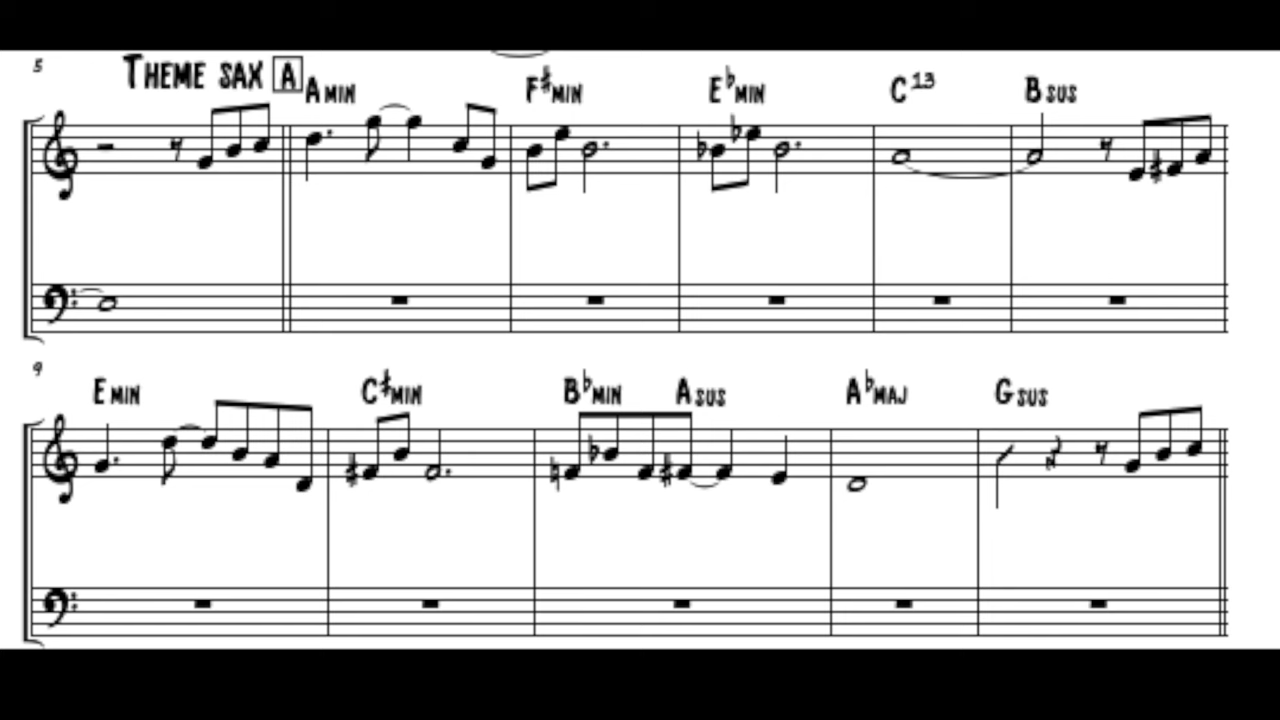 5 THEME SAX A AMIN F♯MIN E♭MIN C13 BSUS
9
EMIN C♯MIN B♭MIN ASUS A♭MAJ GSUS